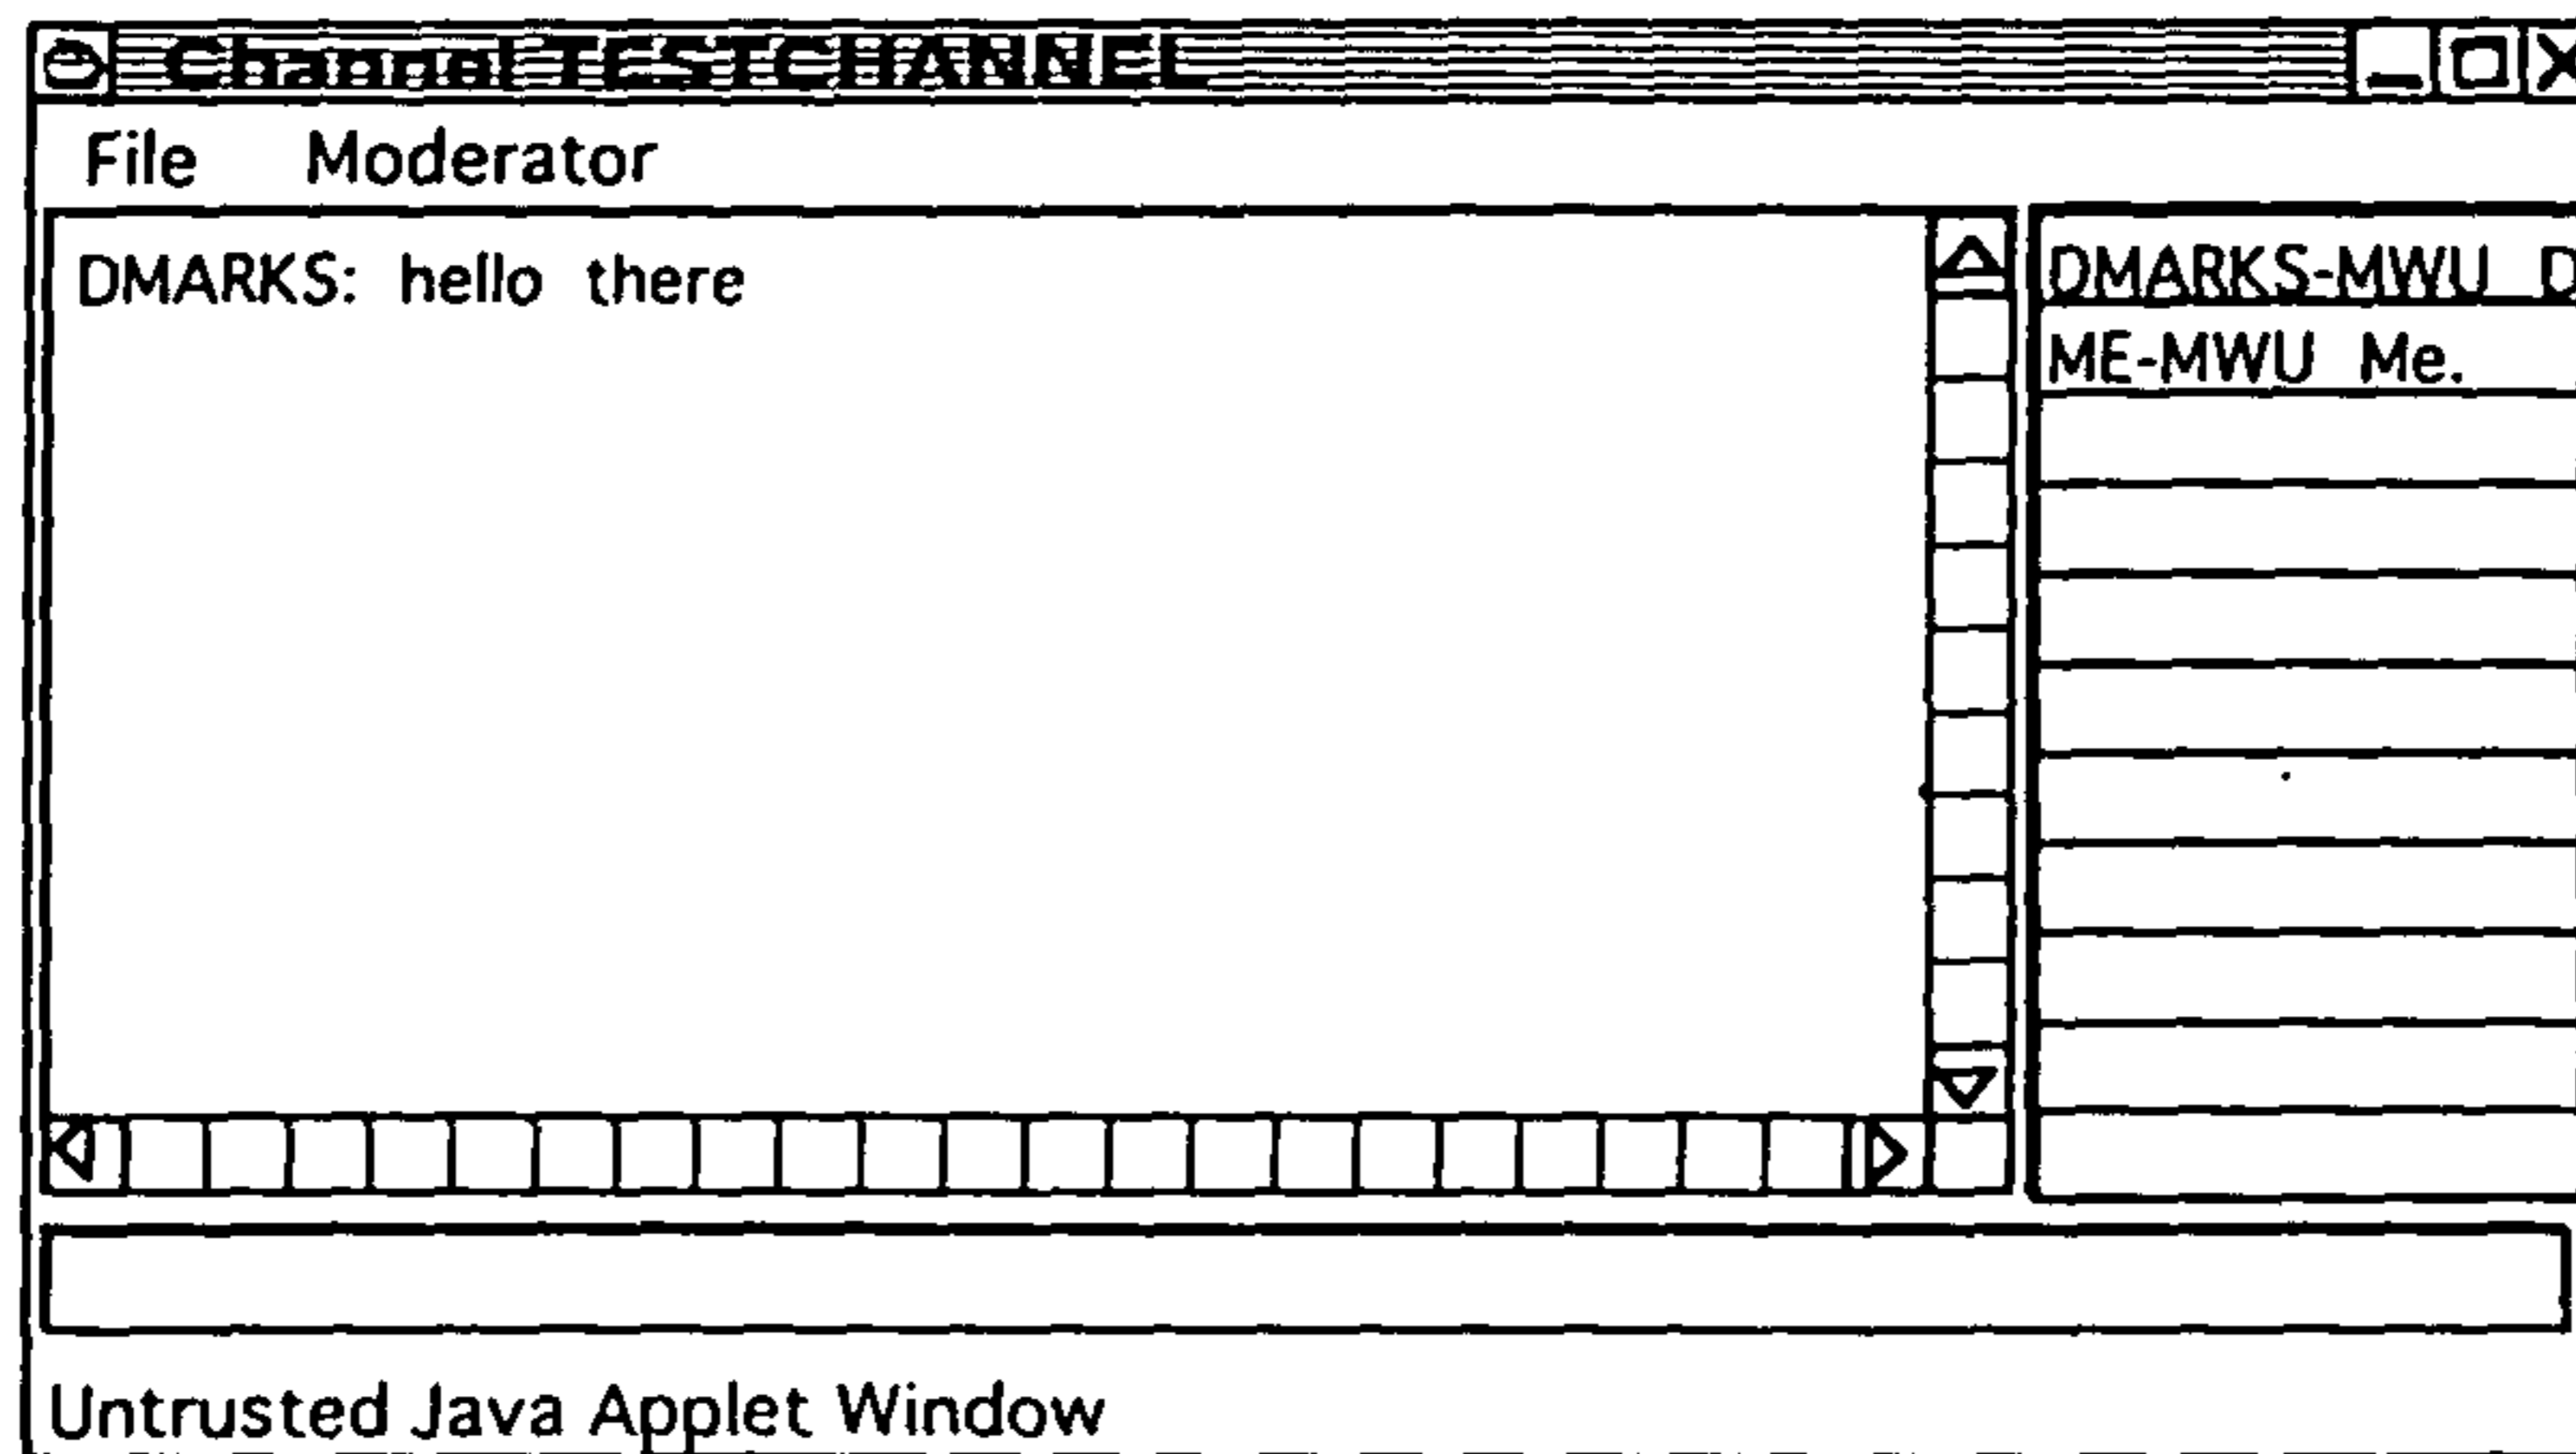 Channel TESTCHANNEL
File Moderator
DMARKS: hello there
DMARKS-MWU D
ME-MWU Me.
Untrusted Java Applet Window